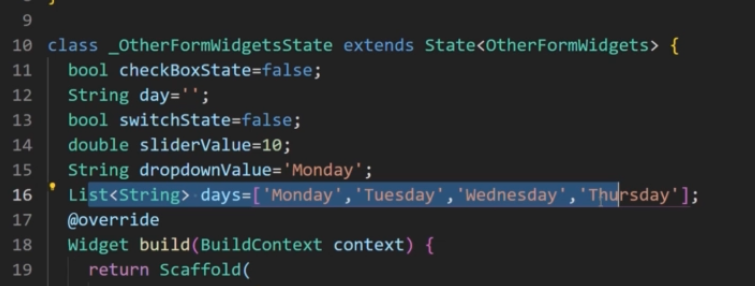 9
10 class _OtherFormWidgetsState extends State<OtherFormWidgets> {
11 bool checkBoxState=false;
12 String day='';
13 bool switchState=false;
14 double sliderValue=10;
15 String dropdownValue='Monday';
16 List<String> days=['Monday','Tuesday','Wednesday','Thursday'];
17 @override
18 Widget build(BuildContext context) {
19 return Scaffold(